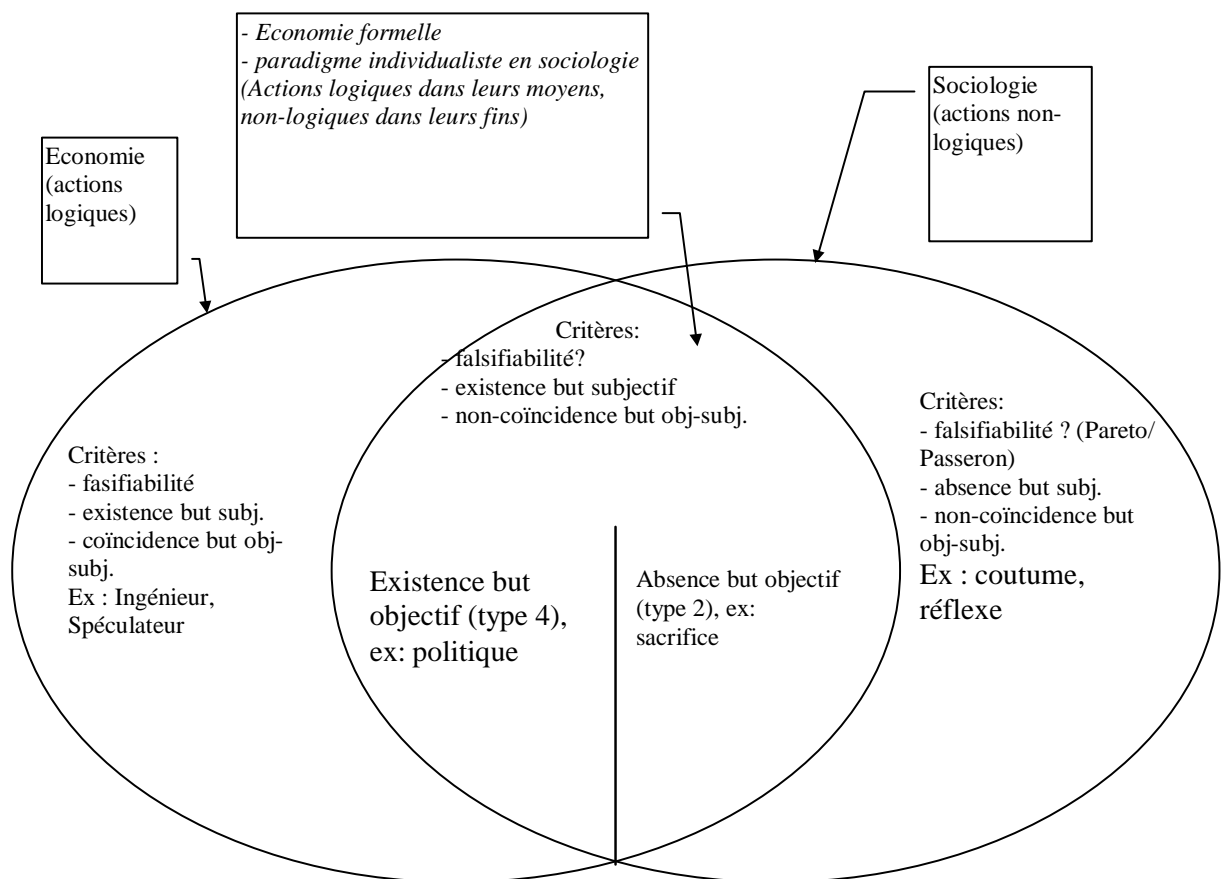 - Economie formelle
- paradigme individualiste en sociologie
(Actions logiques dans leurs moyens,
non-logiques dans leurs fins)
Sociologie
(actions non-
logiques)
Economie
(actions
logiques)
Critères:
- falsifiabilité?
- existence but subjectif
- non-coïncidence but obj-subj.
Critères :
- fasifiabilité
- existence but subj.
- coïncidence but obj-
subj.
Ex : Ingénieur,
Spéculateur
Existence but
objectif (type 4),
ex: politique
Absence but objectif
(type 2), ex:
sacrifice
Critères:
- falsifiabilité ? (Pareto/
Passeron)
- absence but subj.
- non-coïncidence but
obj-subj.
Ex : coutume,
réflexe